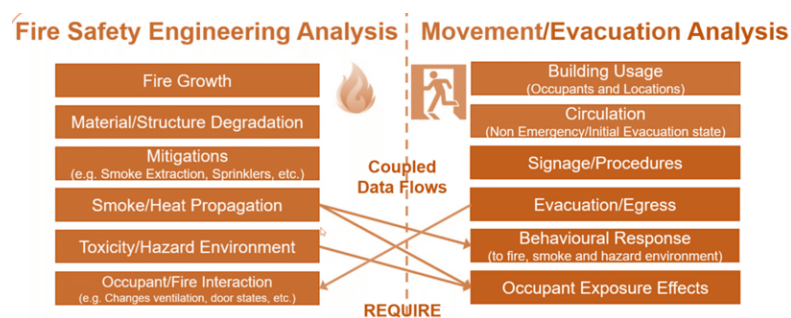 Fire Safety Engineering Analysis
Fire Growth
Material/Structure Degradation
Mitigations
(e.g. Smoke Extraction, Sprinklers, etc.)
Smoke/Heat Propagation
Toxicity/Hazard Environment
Occupant/Fire Interaction
(e.g. Changes ventilation, door states, etc.)
Coupled
Data Flows
REQUIRE
Movement/Evacuation Analysis
Building Usage
(Occupants and Locations)
Circulation
(Non Emergency/Initial Evacuation state)
Signage/Procedures
Evacuation/Egress
Behavioural Response
(to fire, smoke and hazard environment)
Occupant Exposure Effects